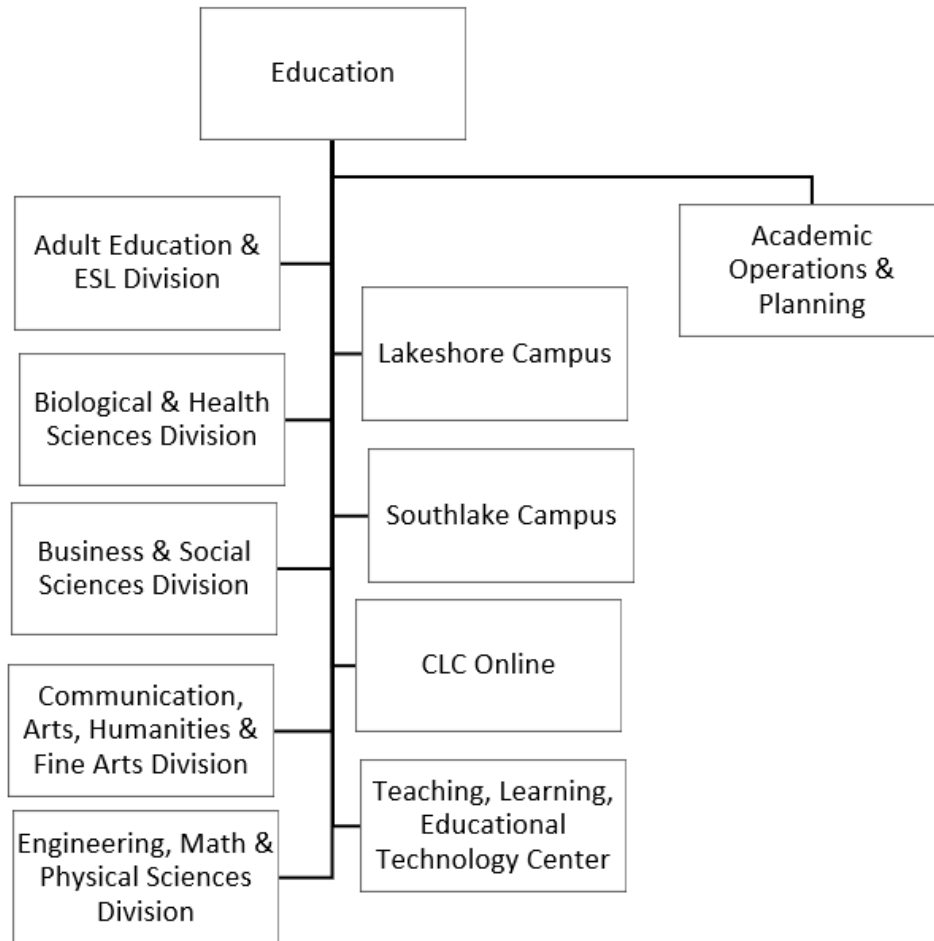 Education
Academic
Operations &
Planning
Adult Education &
ESL Division
Lakeshore Campus
Biological & Health
Sciences Division
Southlake Campus
Business & Social
Sciences Division
CLC Online
Communication,
Arts, Humanities &
Fine Arts Division
Teaching, Learning,
Educational
Technology Center
Engineering, Math &
Physical Sciences
Division